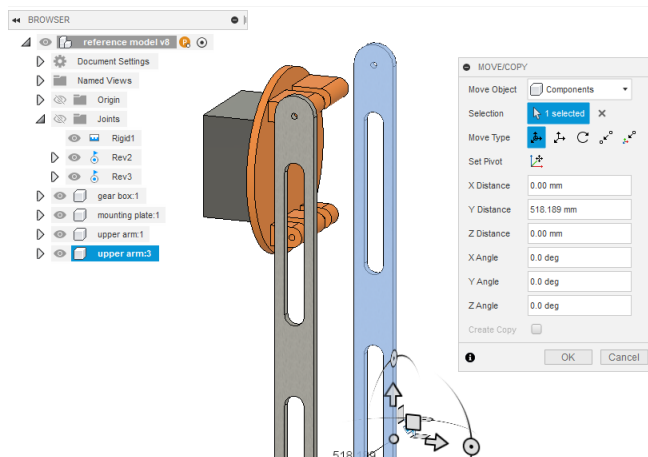 BROWSER
reference model v8
Document Settings
Named Views
Origin
Joints
Rigid1
Rev2
Rev3
gear box:1
mounting plate:1
upper arm:1
upper arm:3
MOVE/COPY
Move Object Components
Selection 1 selected
Move Type
Set Pivot
X Distance 0.00 mm
Y Distance 518.189 mm
Z Distance 0.00 mm
X Angle 0.0 deg
Y Angle 0.0 deg
Z Angle 0.0 deg
Create Copy
OK Cancel